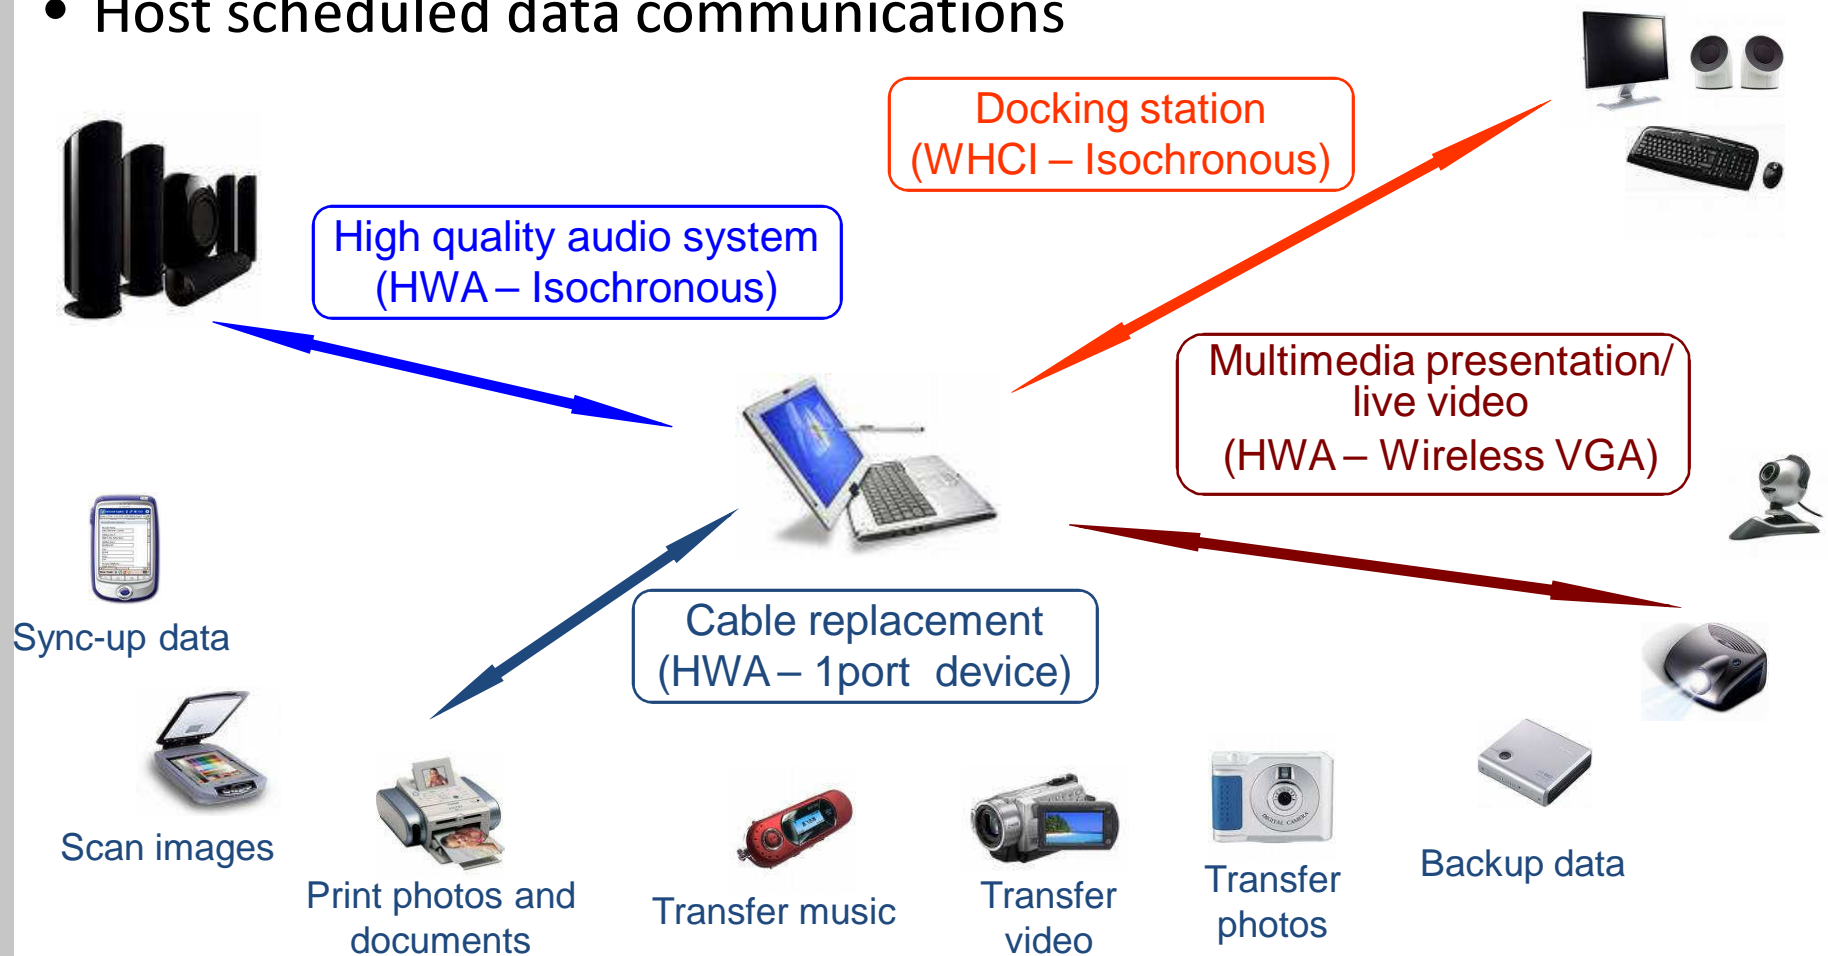 • Host scheduled data communications
Docking station
(WHCI – Isochronous)
High quality audio system
(HWA – Isochronous)
Multimedia presentation/
live video
(HWA – Wireless VGA)
Cable replacement
(HWA – 1port device)
Sync-up data
Scan images
Print photos and
documents
Transfer music
Transfer
video
Transfer
photos
Backup data
DIGITAL CAMERA